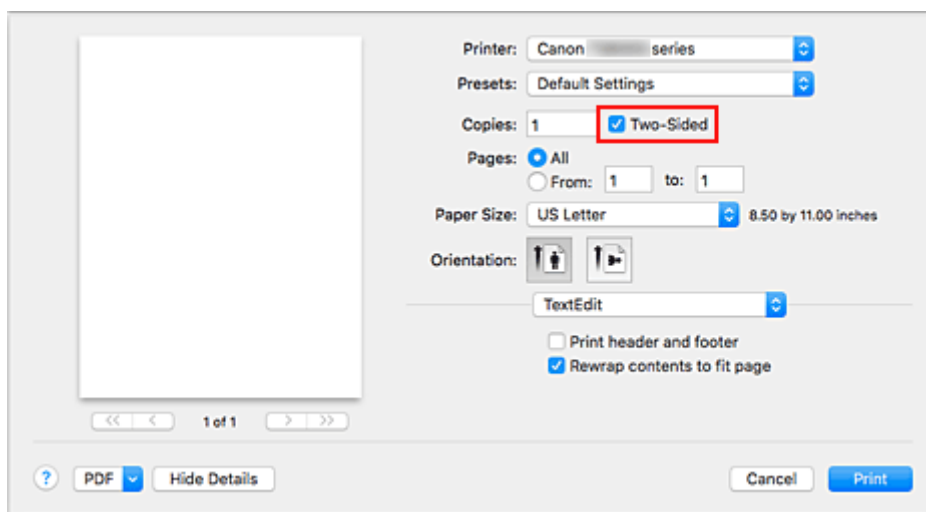 Printer: Canon series
Presets: Default Settings
Copies: 1 Two-Sided
Pages: All
From: 1 to: 1
Paper Size: US Letter 8.50 by 11.00 inches
Orientation:
TextEdit
Print header and footer
Rewrap contents to fit page
<< < 1 of 1 > >>
? PDF Hide Details Cancel Print